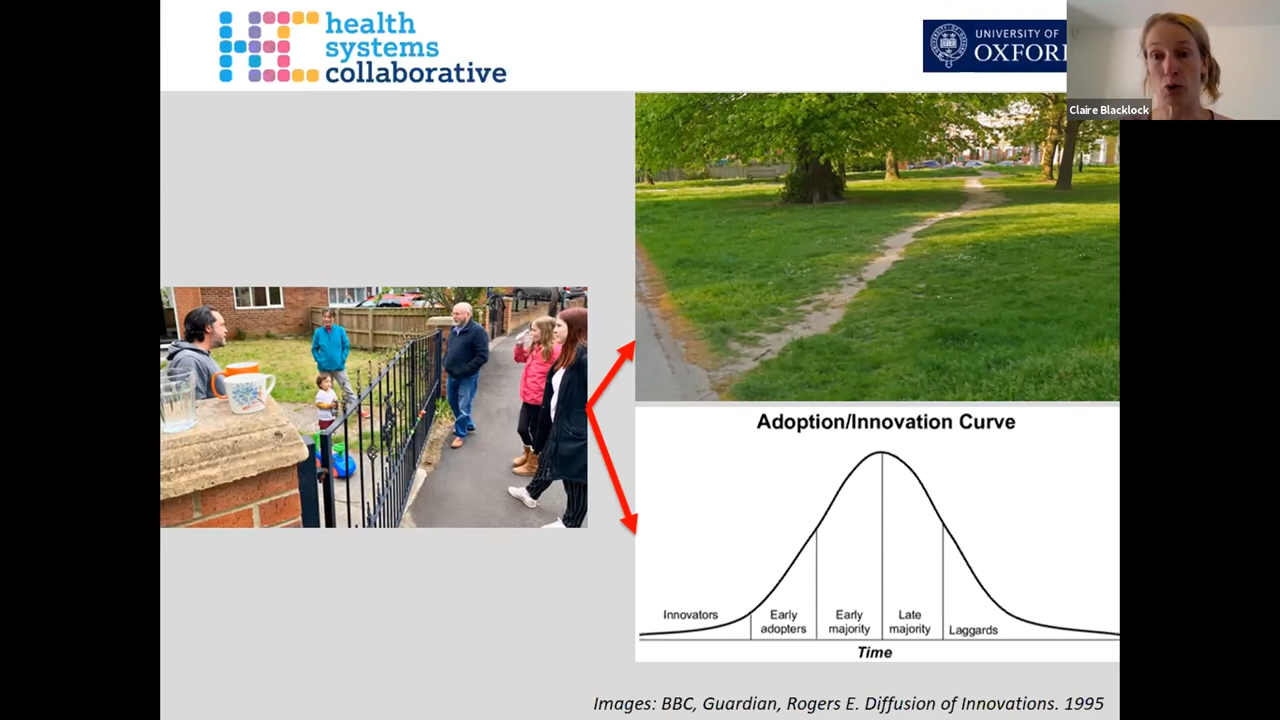 health
systems
collaborative
UNIVERSITY OF
OXFORD
Claire Blacklock
Adoption/Innovation Curve
Innovators
Early
adopters
Early
majority
Late
majority
Laggards
Time
Images: BBC, Guardian, Rogers E. Diffusion of Innovations. 1995